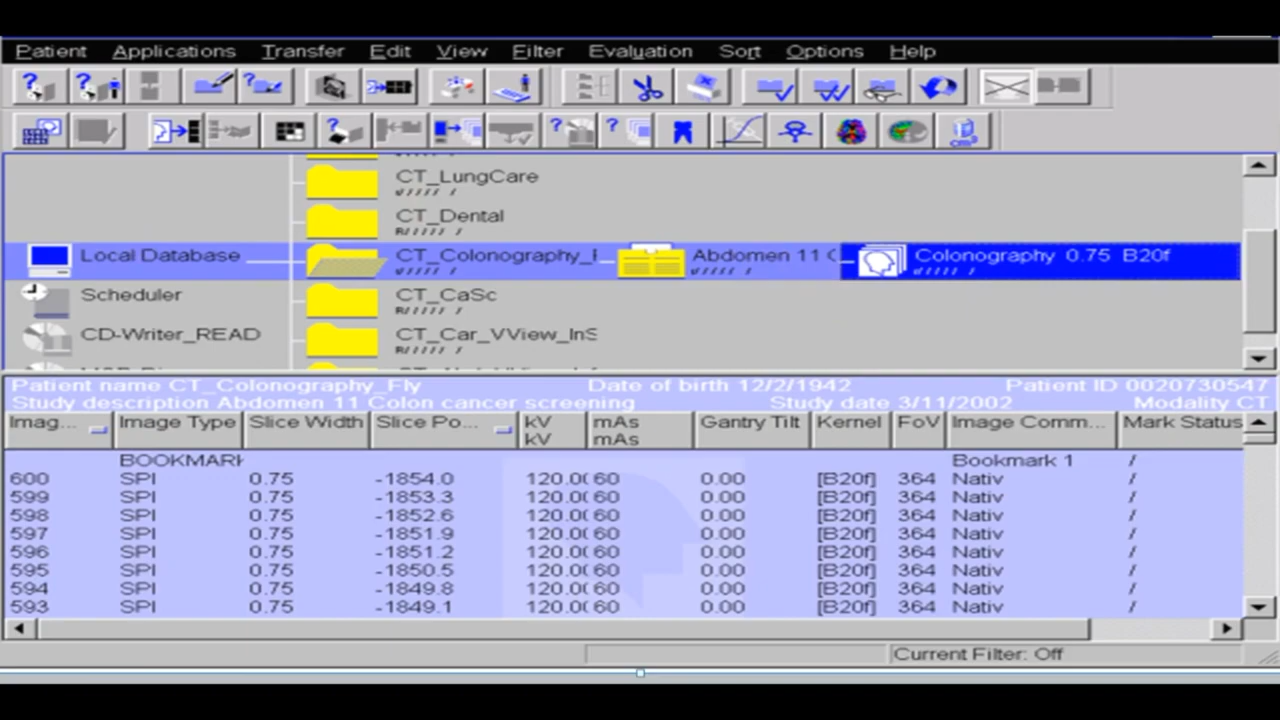 Patient Applications Transfer Edit View Filter Evaluation Sort Options Help
CT_LungCare
CT_Dental
Local Database CT_Colonography_ Abdomen 11 Colonography 0.75 B20f
Scheduler CT_CaSc
CD-Writer_READ CT_Car_VView_InS
Patient name CT_Colonography_Fly Date of birth 12/2/1942 Patient ID 0020730547
Study description Abdomen 11 Colon cancer screening Study date 3/11/2002 Modality CT
Imag... Image Type Slice Width Slice Po... kV mAs Gantry Tilt Kernel FoV Image Comm... Mark Status
kV mAs
BOOKMARK Bookmark 1 /
600 SPI 0.75 -1854.0 120.0( 60 0.00 [B20f] 364 Nativ /
599 SPI 0.75 -1853.3 120.0( 60 0.00 [B20f] 364 Nativ /
598 SPI 0.75 -1852.6 120.0( 60 0.00 [B20f] 364 Nativ /
597 SPI 0.75 -1851.9 120.0( 60 0.00 [B20f] 364 Nativ /
596 SPI 0.75 -1851.2 120.0( 60 0.00 [B20f] 364 Nativ /
595 SPI 0.75 -1850.5 120.0( 60 0.00 [B20f] 364 Nativ /
594 SPI 0.75 -1849.8 120.0( 60 0.00 [B20f] 364 Nativ /
593 SPI 0.75 -1849.1 120.0( 60 0.00 [B20f] 364 Nativ /
Current Filter: Off